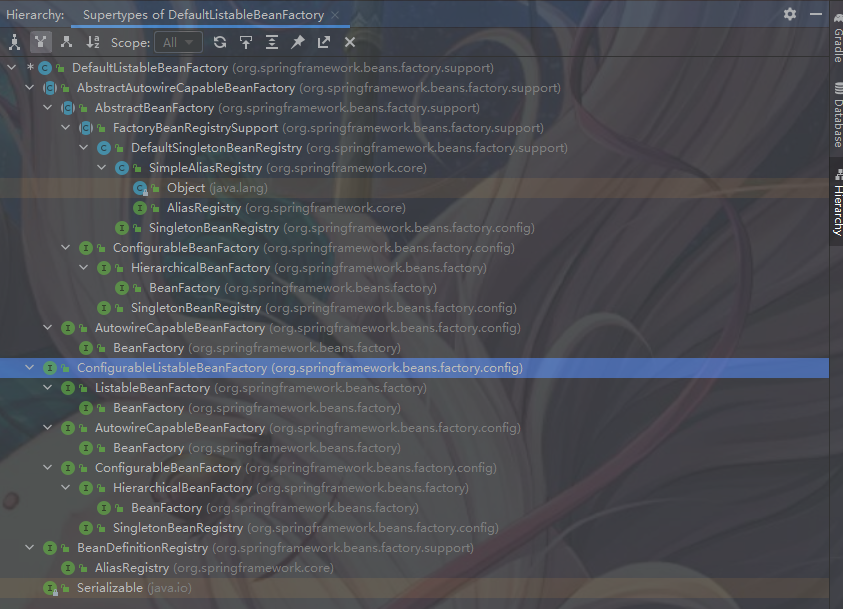 Hierarchy: Supertypes of DefaultListableBeanFactory
Scope: All
DefaultListableBeanFactory (org.springframework.beans.factory.support)
AbstractAutowireCapableBeanFactory (org.springframework.beans.factory.support)
AbstractBeanFactory (org.springframework.beans.factory.support)
FactoryBeanRegistrySupport (org.springframework.beans.factory.support)
DefaultSingletonBeanRegistry (org.springframework.beans.factory.support)
SimpleAliasRegistry (org.springframework.core)
Object (java.lang)
AliasRegistry (org.springframework.core)
SingletonBeanRegistry (org.springframework.beans.factory.config)
ConfigurableBeanFactory (org.springframework.beans.factory.config)
HierarchicalBeanFactory (org.springframework.beans.factory)
BeanFactory (org.springframework.beans.factory)
SingletonBeanRegistry (org.springframework.beans.factory.config)
AutowireCapableBeanFactory (org.springframework.beans.factory.config)
BeanFactory (org.springframework.beans.factory)
ConfigurableListableBeanFactory (org.springframework.beans.factory.config)
ListableBeanFactory (org.springframework.beans.factory)
BeanFactory (org.springframework.beans.factory)
AutowireCapableBeanFactory (org.springframework.beans.factory.config)
BeanFactory (org.springframework.beans.factory)
ConfigurableBeanFactory (org.springframework.beans.factory.config)
HierarchicalBeanFactory (org.springframework.beans.factory)
BeanFactory (org.springframework.beans.factory)
SingletonBeanRegistry (org.springframework.beans.factory.config)
BeanDefinitionRegistry (org.springframework.beans.factory.support)
AliasRegistry (org.springframework.core)
Serializable (java.io)
Gradle
Database
Hierarchy